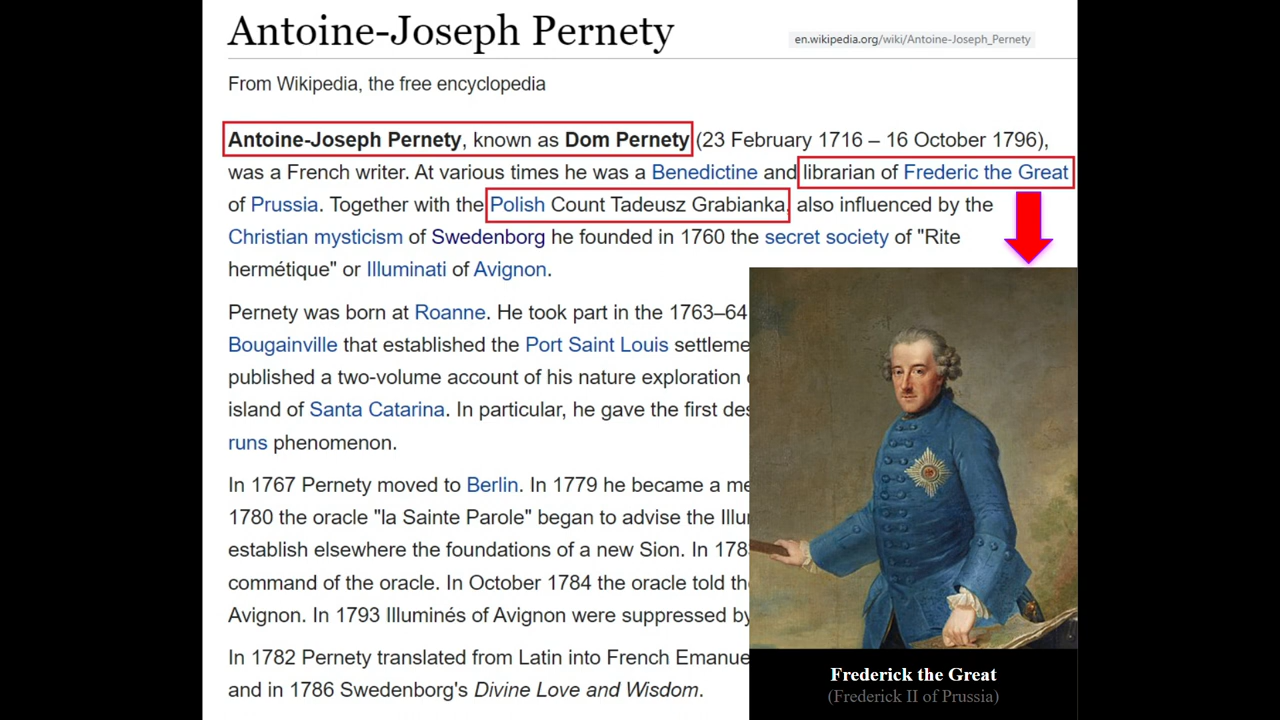 Antoine-Joseph Pernety
en.wikipedia.org/wiki/Antoine-Joseph_Pernety
From Wikipedia, the free encyclopedia
Antoine-Joseph Pernety, known as Dom Pernety (23 February 1716 – 16 October 1796),
was a French writer. At various times he was a Benedictine and librarian of Frederic the Great
of Prussia. Together with the Polish Count Tadeusz Grabianka, also influenced by the
Christian mysticism of Swedenborg he founded in 1760 the secret society of "Rite
hermétique" or Illuminati of Avignon.
Pernety was born at Roanne. He took part in the 1763–64
Bougainville that established the Port Saint Louis settleme
published a two-volume account of his nature exploration
island of Santa Catarina. In particular, he gave the first des
runs phenomenon.
In 1767 Pernety moved to Berlin. In 1779 he became a me
1780 the oracle "la Sainte Parole" began to advise the Illu
establish elsewhere the foundations of a new Sion. In 178
command of the oracle. In October 1784 the oracle told th
Avignon. In 1793 Illuminés of Avignon were suppressed by
In 1782 Pernety translated from Latin into French Emanue
and in 1786 Swedenborg's Divine Love and Wisdom.
Frederick the Great
(Frederick II of Prussia)